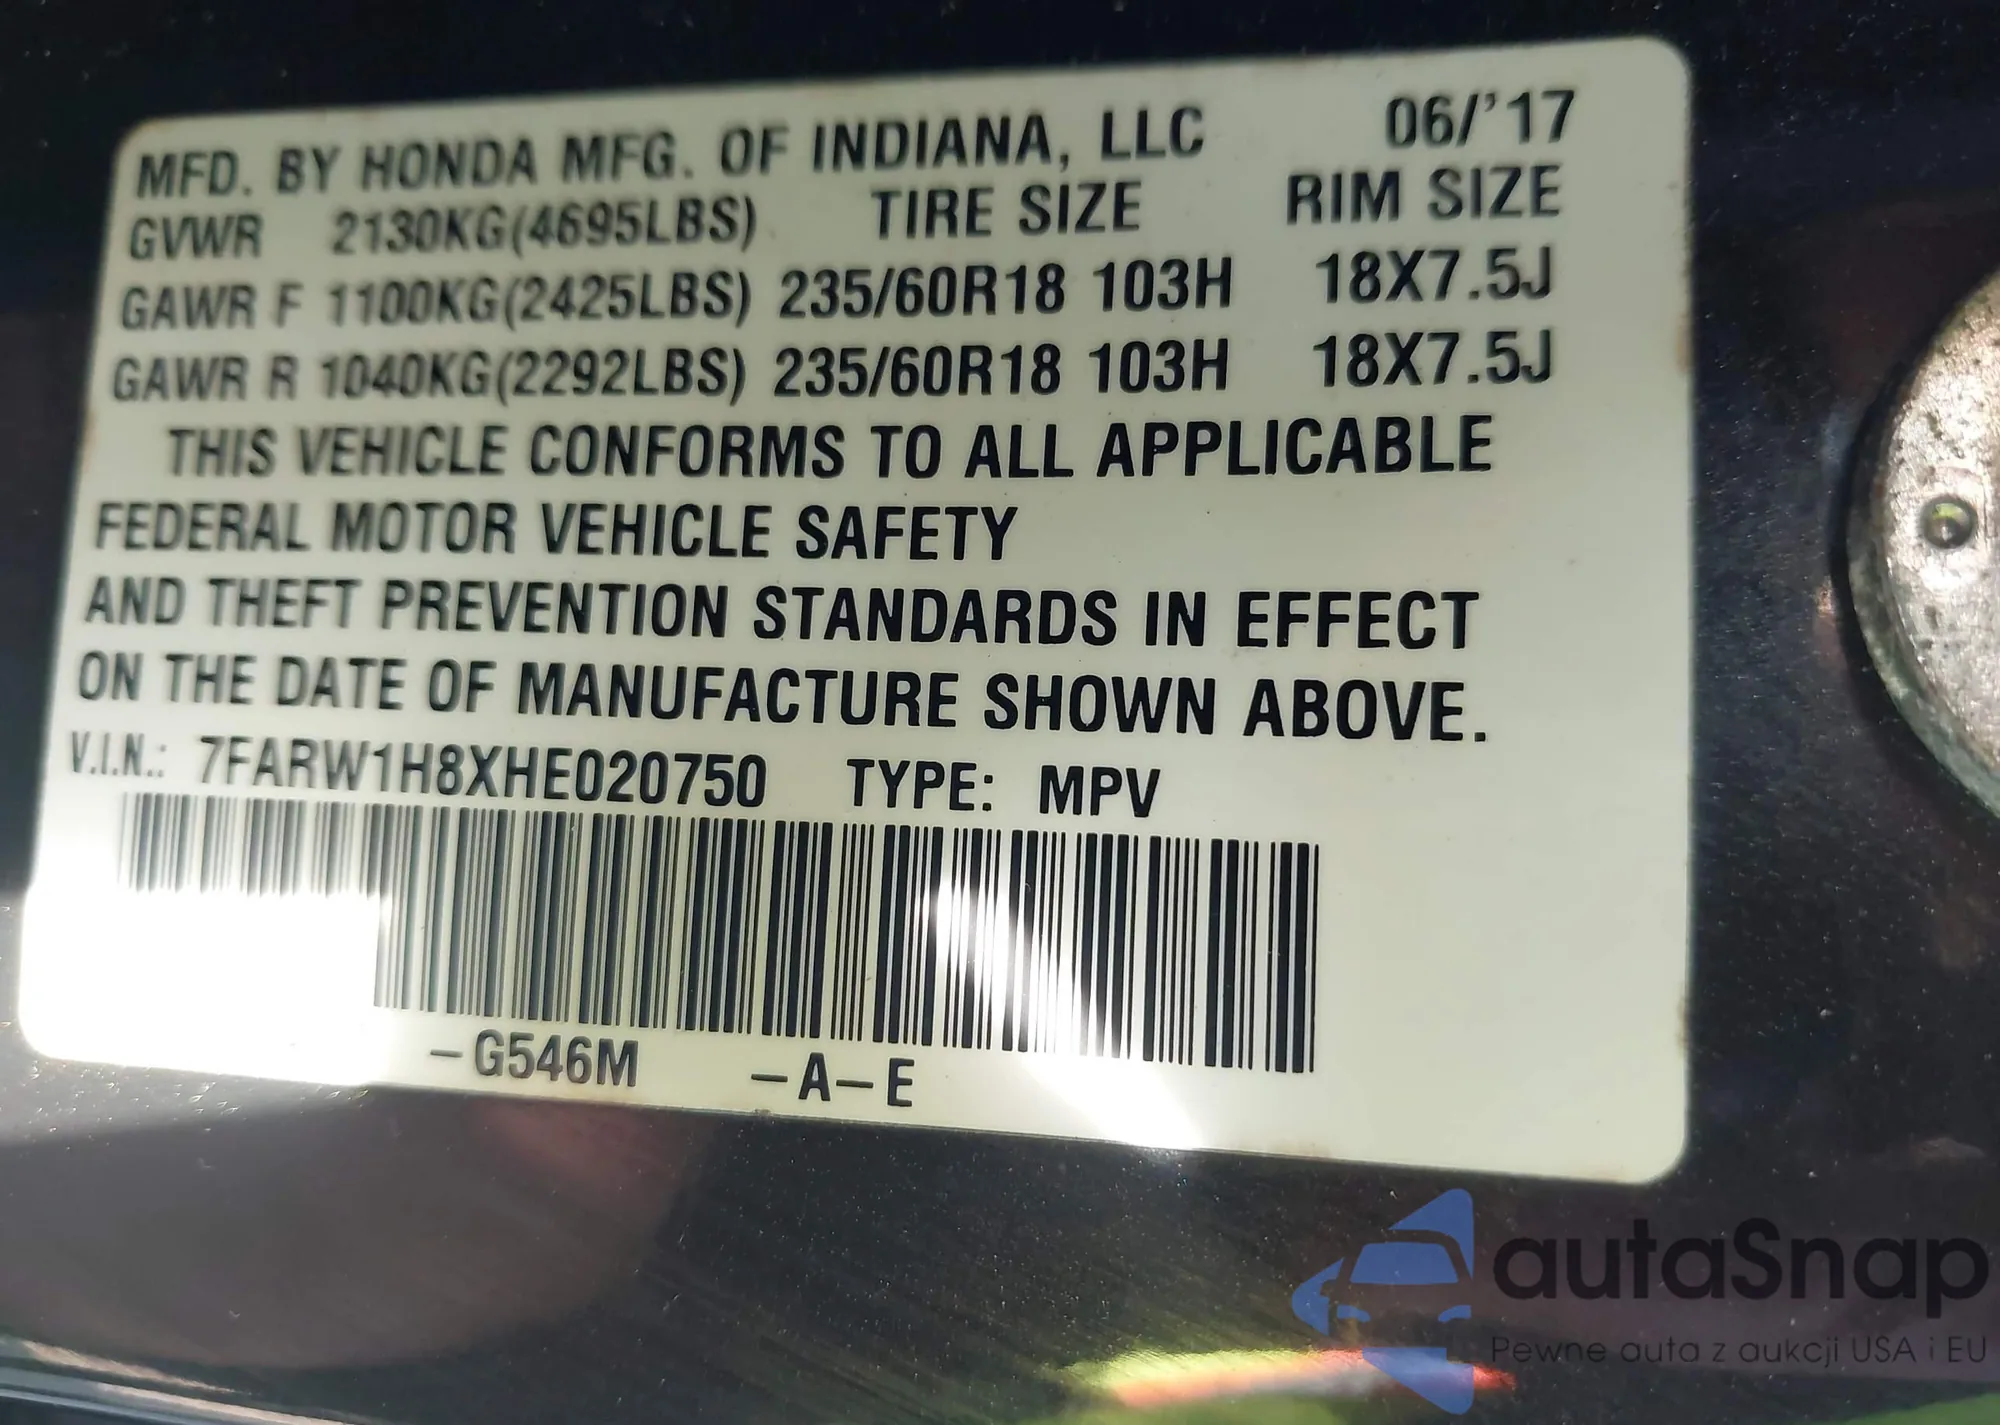 MFD. BY HONDA MFG. OF INDIANA, LLC 06/'17
GVWR 2130KG(4695LBS) TIRE SIZE RIM SIZE
GAWR F 1100KG(2425LBS) 235/60R18 103H 18X7.5J
GAWR R 1040KG(2292LBS) 235/60R18 103H 18X7.5J
THIS VEHICLE CONFORMS TO ALL APPLICABLE
FEDERAL MOTOR VEHICLE SAFETY
AND THEFT PREVENTION STANDARDS IN EFFECT
ON THE DATE OF MANUFACTURE SHOWN ABOVE.
V.I.N.: 7FARW1H8XHE020750 TYPE: MPV
-G546M -A-E
autaSnap
Pewne auta z aukcji USA i EU